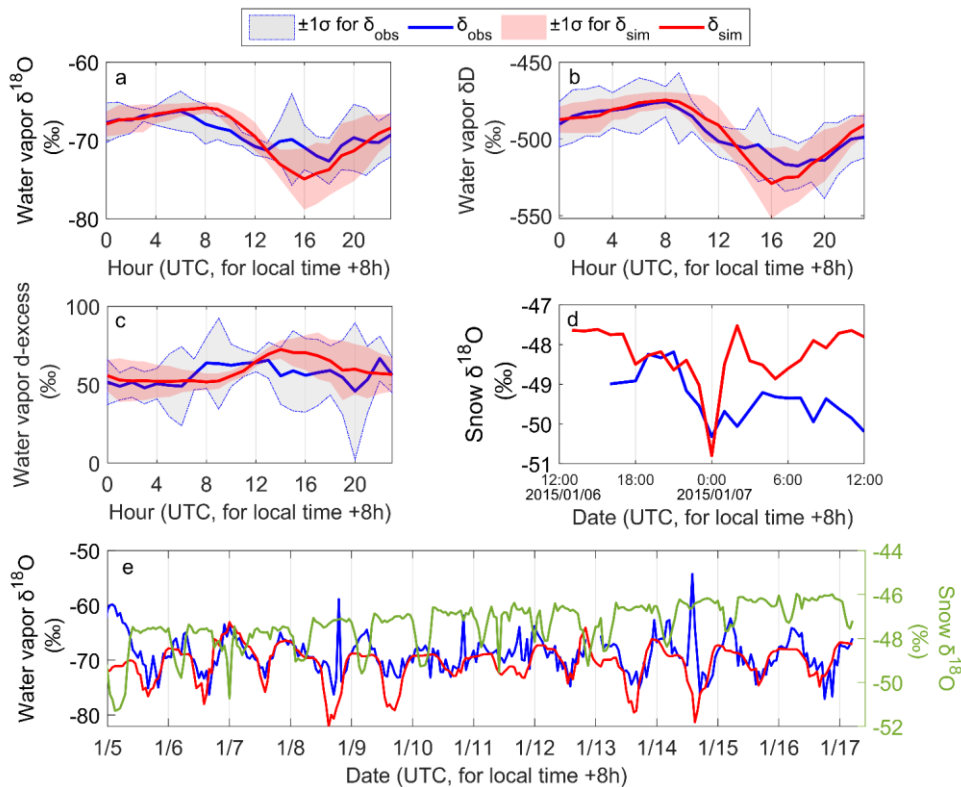 ±1σ for δobs δobs ±1σ for δsim δsim
a
-60
-70
-80
Water vapor δ¹⁸O
(‰)
0 4 8 12 16 20
Hour (UTC, for local time +8h)
b
-450
-500
-550
Water vapor δD
(‰)
0 4 8 12 16 20
Hour (UTC, for local time +8h)
c
100
50
0
Water vapor d-excess
(‰)
0 4 8 12 16 20
Hour (UTC, for local time +8h)
d
-47
-48
-49
-50
-51
Snow δ¹⁸O
(‰)
12:00 18:00 0:00 6:00 12:00
2015/01/06 2015/01/07
Date (UTC, for local time +8h)
e
-50
-60
-70
-80
Water vapor δ¹⁸O
(‰)
-44
-46
-48
-50
-52
Snow δ¹⁸O
(‰)
1/5 1/6 1/7 1/8 1/9 1/10 1/11 1/12 1/13 1/14 1/15 1/16 1/17
Date (UTC, for local time +8h)